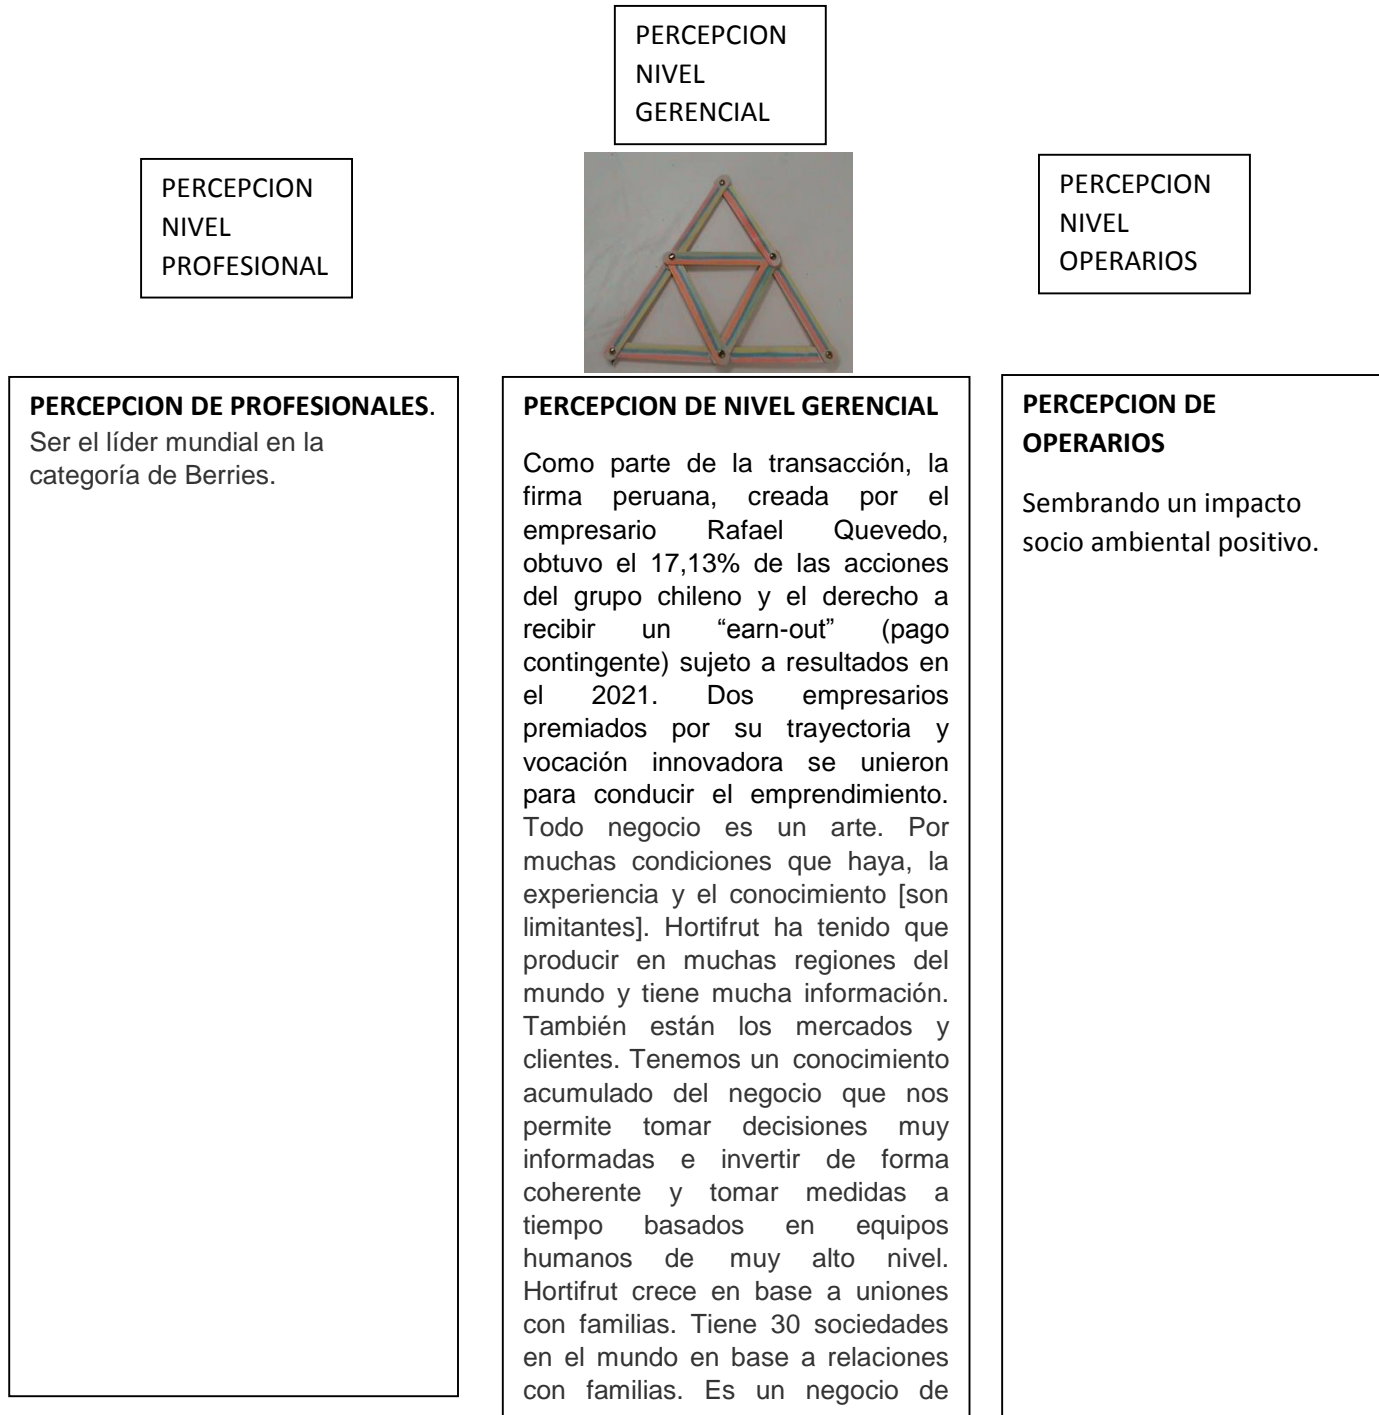 PERCEPCION
NIVEL
GERENCIAL
PERCEPCION
NIVEL
PROFESIONAL
PERCEPCION
NIVEL
OPERARIOS
PERCEPCION DE PROFESIONALES.
Ser el líder mundial en la
categoría de Berries.
PERCEPCION DE NIVEL GERENCIAL
Como parte de la transacción, la
firma peruana, creada por el
empresario Rafael Quevedo,
obtuvo el 17,13% de las acciones
del grupo chileno y el derecho a
recibir un “earn-out” (pago
contingente) sujeto a resultados en
el 2021. Dos empresarios
premiados por su trayectoria y
vocación innovadora se unieron
para conducir el emprendimiento.
Todo negocio es un arte. Por
muchas condiciones que haya, la
experiencia y el conocimiento [son
limitantes]. Hortifrut ha tenido que
producir en muchas regiones del
mundo y tiene mucha información.
También están los mercados y
clientes. Tenemos un conocimiento
acumulado del negocio que nos
permite tomar decisiones muy
informadas e invertir de forma
coherente y tomar medidas a
tiempo basados en equipos
humanos de muy alto nivel.
Hortifrut crece en base a uniones
con familias. Tiene 30 sociedades
en el mundo en base a relaciones
con familias. Es un negocio de
PERCEPCION DE
OPERARIOS
Sembrando un impacto
socio ambiental positivo.